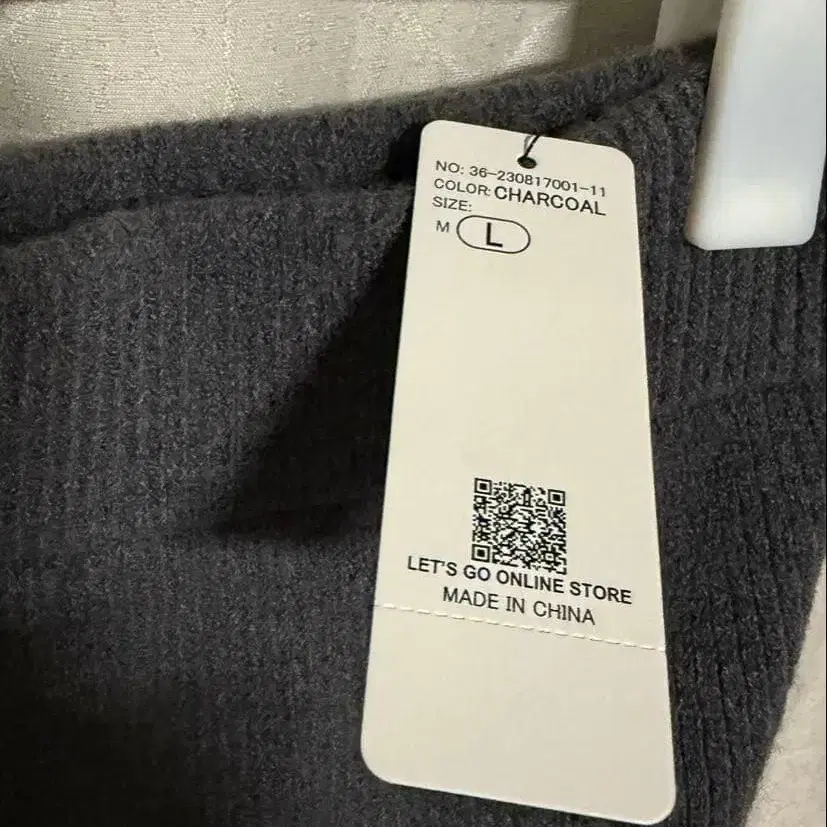 NO: 36-230817001-11
COLOR: CHARCOAL
SIZE:
M L
LET'S GO ONLINE STORE
MADE IN CHINA